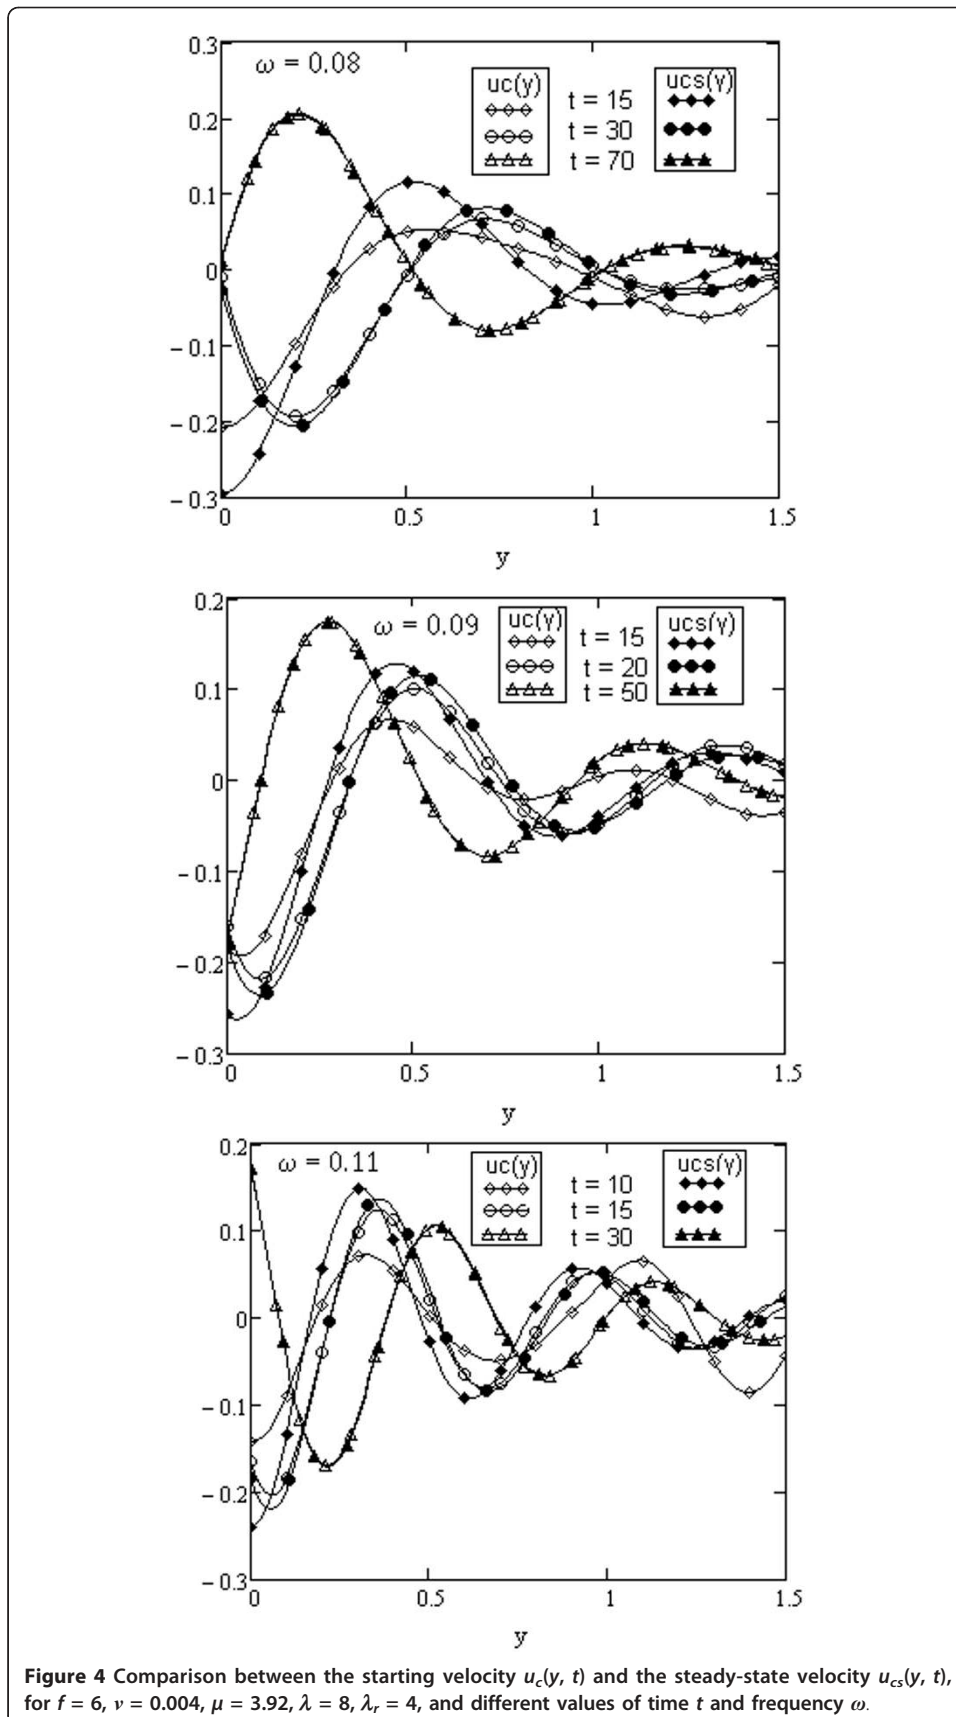 ω = 0.08
uc(y) ucs(y)
t = 15
t = 30
t = 70
0.3
0.2
0.1
0
−0.1
−0.2
−0.3
0 0.5 1 1.5
y
ω = 0.09
uc(y) ucs(y)
t = 15
t = 20
t = 50
0.2
0.1
0
−0.1
−0.2
−0.3
0 0.5 1 1.5
y
ω = 0.11
uc(y) ucs(y)
t = 10
t = 15
t = 30
0.2
0.1
0
−0.1
−0.2
−0.3
0 0.5 1 1.5
y
Figure 4 Comparison between the starting velocity uc(y, t) and the steady-state velocity ucs(y, t),
for f = 6, ν = 0.004, μ = 3.92, λ = 8, λr = 4, and different values of time t and frequency ω.